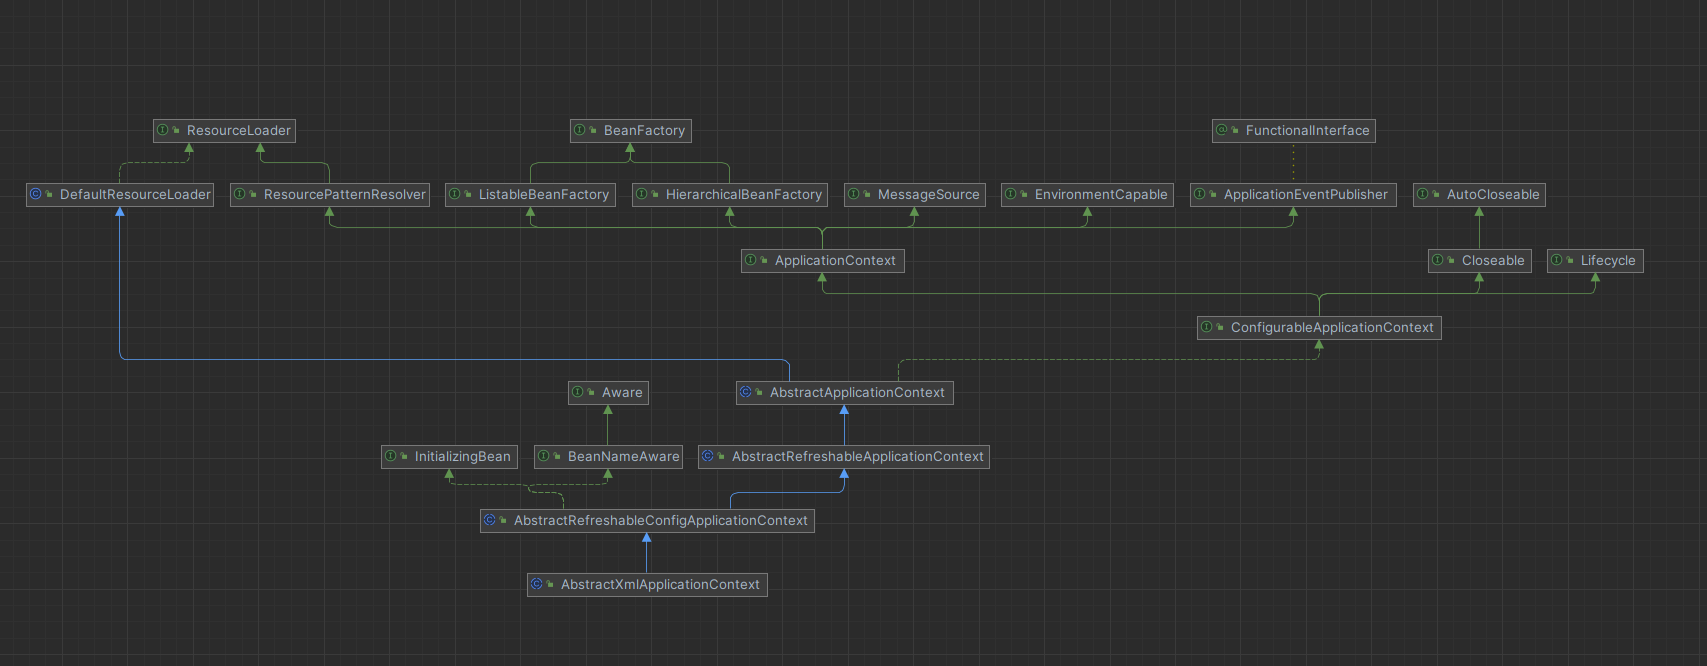 ResourceLoader
BeanFactory
FunctionalInterface
DefaultResourceLoader
ResourcePatternResolver
ListableBeanFactory
HierarchicalBeanFactory
MessageSource
EnvironmentCapable
ApplicationEventPublisher
AutoCloseable
ApplicationContext
Closeable
Lifecycle
ConfigurableApplicationContext
Aware
AbstractApplicationContext
InitializingBean
BeanNameAware
AbstractRefreshableApplicationContext
AbstractRefreshableConfigApplicationContext
AbstractXmlApplicationContext